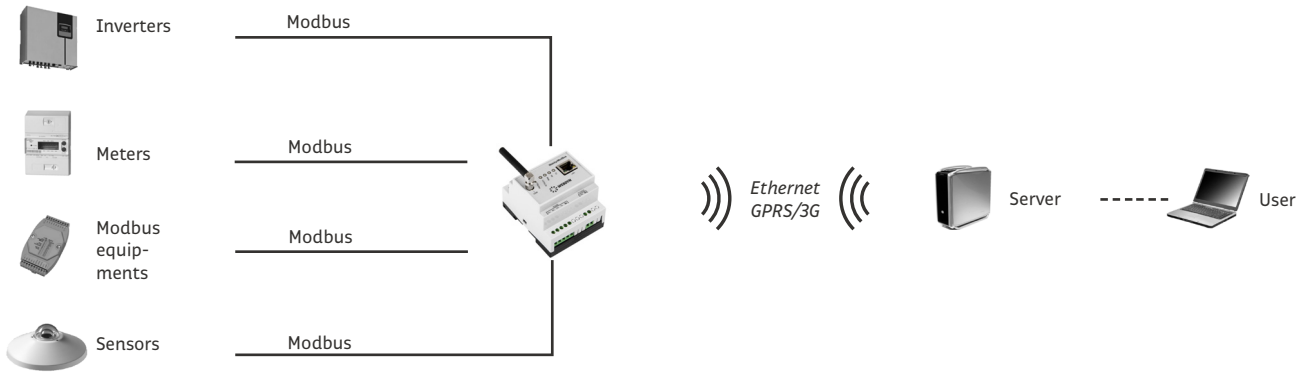 Inverters
Modbus
Meters
Modbus
Modbus
equip-
ments
Modbus
Sensors
Modbus
Ethernet
GPRS/3G
Server
User